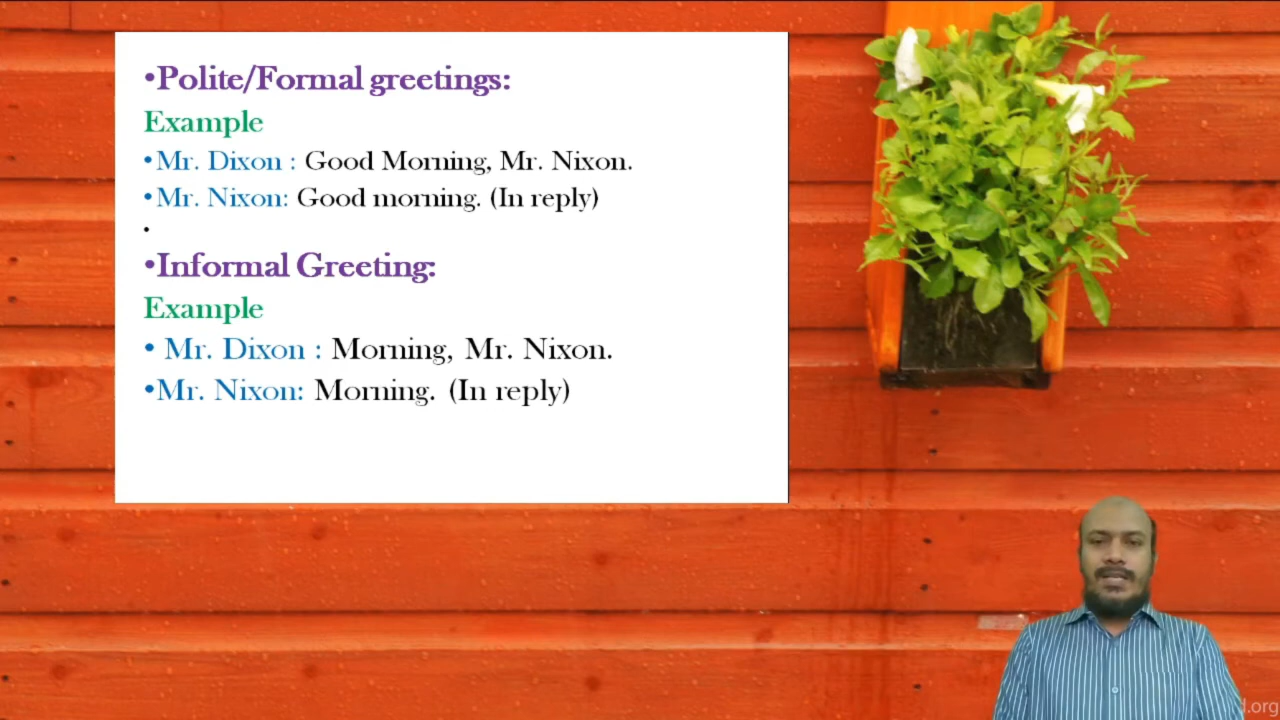 •Polite/Formal greetings:
Example
•Mr. Dixon : Good Morning, Mr. Nixon.
•Mr. Nixon: Good morning. (In reply)
•
•Informal Greeting:
Example
• Mr. Dixon : Morning, Mr. Nixon.
•Mr. Nixon: Morning. (In reply)